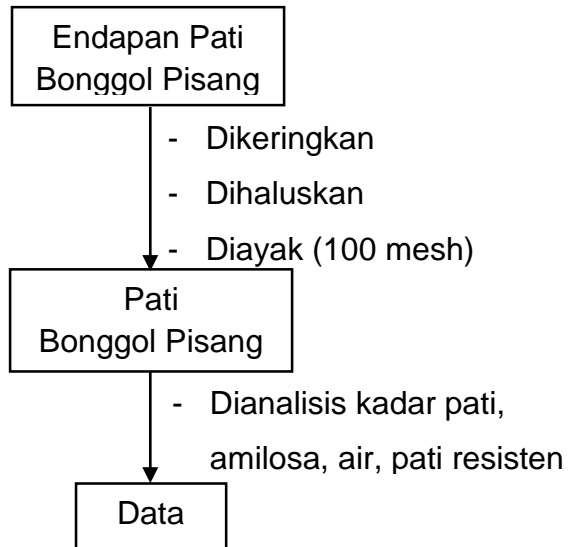 Endapan Pati
Bonggol Pisang
- Dikeringkan
- Dihaluskan
- Diayak (100 mesh)
Pati
Bonggol Pisang
- Dianalisis kadar pati,
amilosa, air, pati resisten
Data